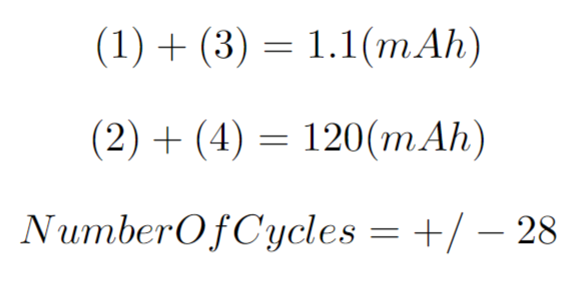 (1) + (3) = 1.1(mAh)
(2) + (4) = 120(mAh)
NumberOfCycles = +/ − 28